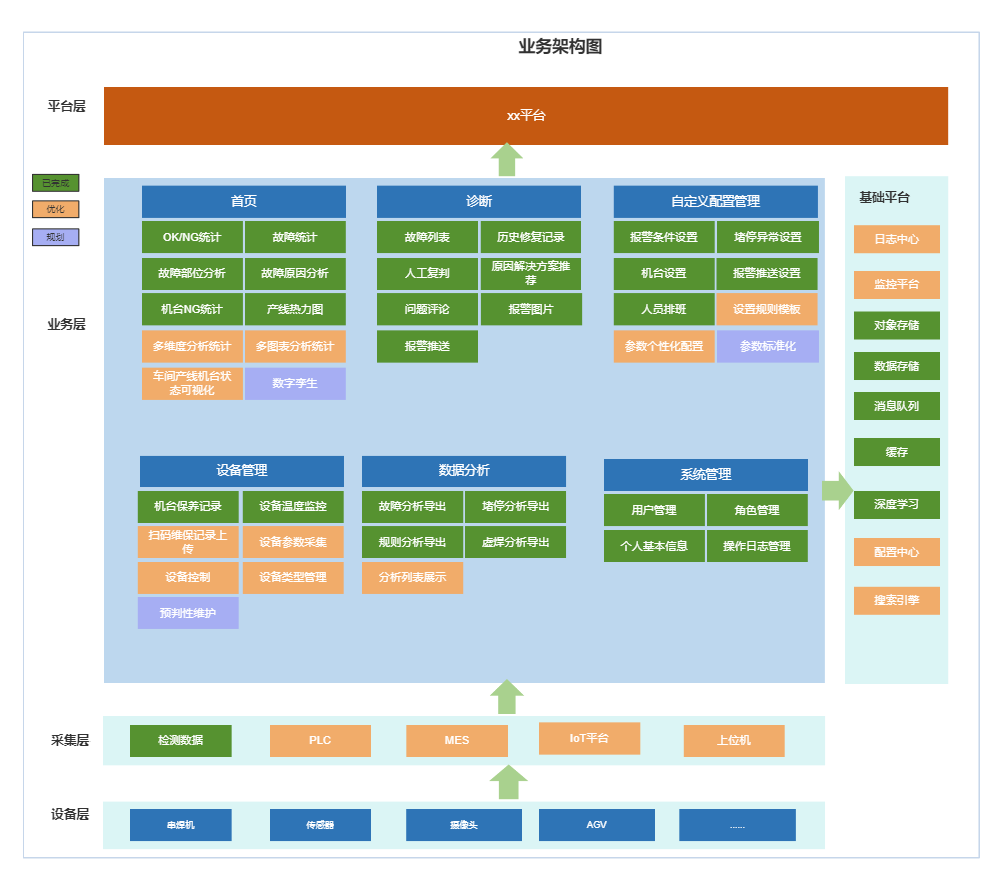 业务架构图
平台层
xx平台
已完成
优化
规划
业务层
首页
OK/NG统计
故障统计
故障部位分析
故障原因分析
机台NG统计
产线热力图
多维度分析统计
多图表分析统计
车间产线机台状
态可视化
数字孪生
诊断
故障列表
历史修复记录
人工复判
原因解决方案推
荐
问题评论
报警图片
报警推送
自定义配置管理
报警条件设置
堵停异常设置
机台设置
报警推送设置
人员排班
设置规则模板
参数个性化配置
参数标准化
设备管理
机台保养记录
设备温度监控
扫码维保记录上
传
设备参数采集
设备控制
设备类型管理
预判性维护
数据分析
故障分析导出
堵停分析导出
规则分析导出
虚焊分析导出
分析列表展示
系统管理
用户管理
角色管理
个人基本信息
操作日志管理
基础平台
日志中心
监控平台
对象存储
数据存储
消息队列
缓存
深度学习
配置中心
搜索引擎
采集层
检测数据
PLC
MES
IoT平台
上位机
设备层
串焊机
传感器
摄像头
AGV
......